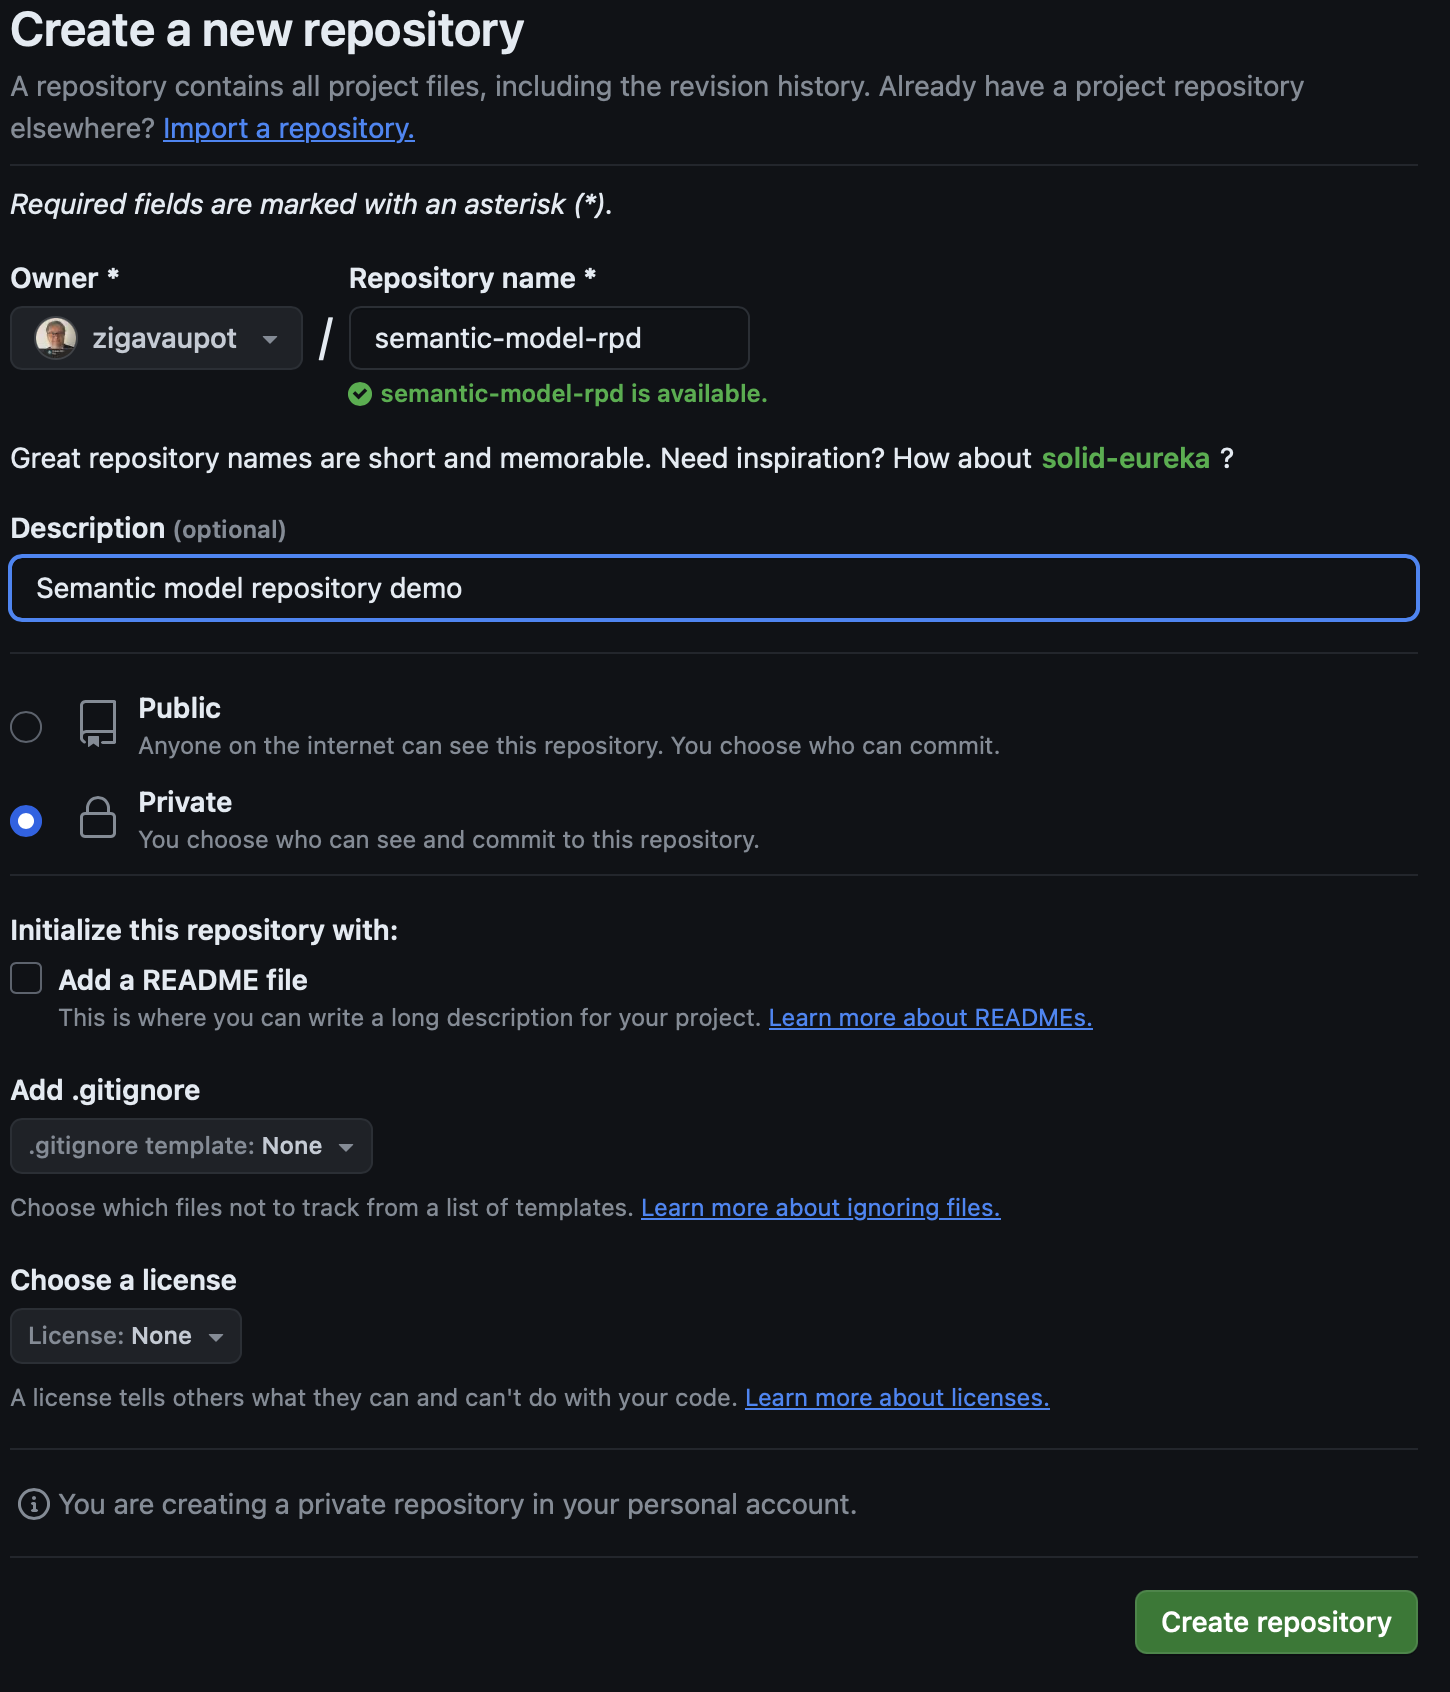 Create a new repository
A repository contains all project files, including the revision history. Already have a project repository
elsewhere? Import a repository.
Required fields are marked with an asterisk (*).
Owner *
Repository name *
zigavaupot
/
semantic-model-rpd
semantic-model-rpd is available.
Great repository names are short and memorable. Need inspiration? How about solid-eureka ?
Description (optional)
Semantic model repository demo
Public
Anyone on the internet can see this repository. You choose who can commit.
Private
You choose who can see and commit to this repository.
Initialize this repository with:
Add a README file
This is where you can write a long description for your project. Learn more about READMEs.
Add .gitignore
.gitignore template: None
Choose which files not to track from a list of templates. Learn more about ignoring files.
Choose a license
License: None
A license tells others what they can and can't do with your code. Learn more about licenses.
You are creating a private repository in your personal account.
Create repository